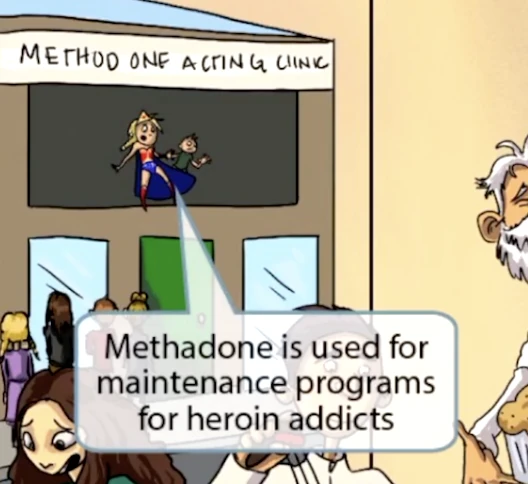 METHOD ONE ACTING CLINIC
Methadone is used for
maintenance programs
for heroin addicts